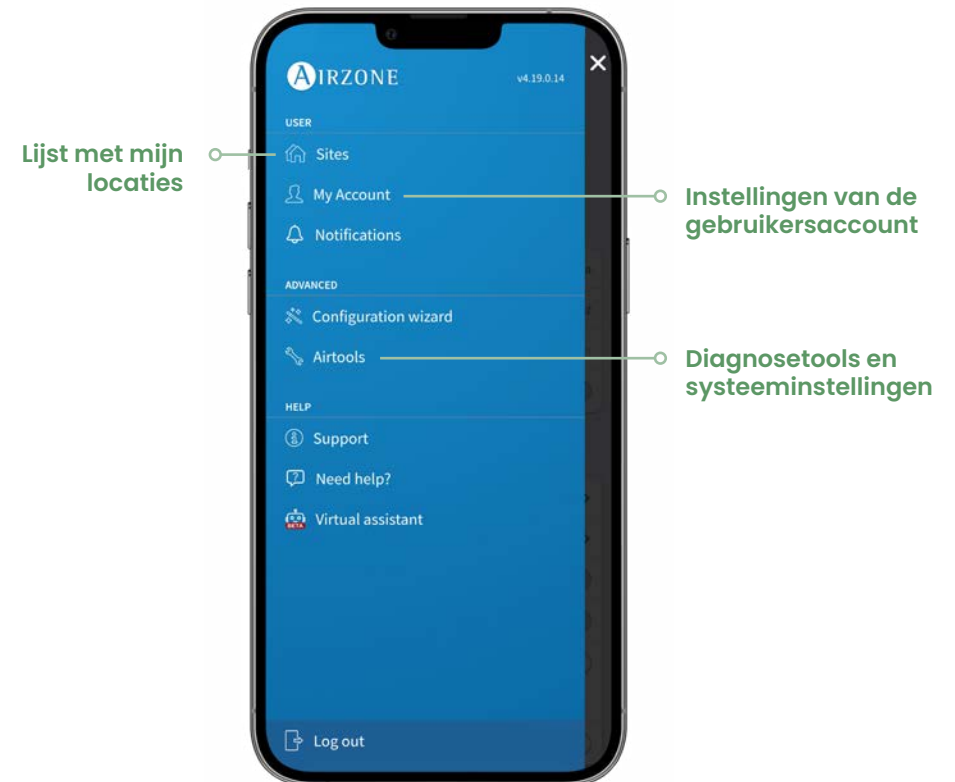 AIRZONE
v4.19.0.14
USER
Sites
My Account
Notifications
ADVANCED
Configuration wizard
Airtools
HELP
Support
Need help?
BETA
Virtual assistant
Log out
Lijst met mijn
locaties
Instellingen van de
gebruikersaccount
Diagnosetools en
systeeminstellingen